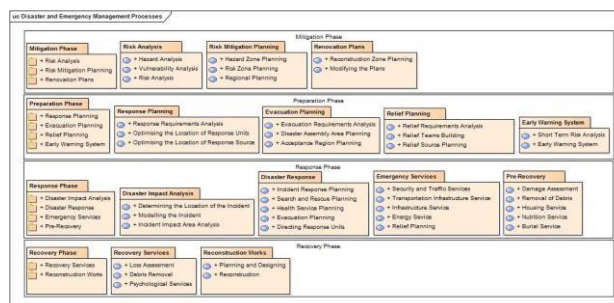 uc Disaster and Emergency Management Processes
Mitigation Phase
Mitigation Phase
+ Risk Analysis
+ Risk Mitigation Planning
+ Renovation Plans
Risk Analysis
+ Hazard Analysis
+ Vulnerability Analysis
+ Risk Analysis
Risk Mitigation Planning
+ Hazard Zone Planning
+ Risk Zone Planning
+ Regional Planning
Renovation Plans
+ Reconstruction Zone Planning
+ Modifying the Plans
Preparation Phase
Preparation Phase
+ Response Planning
+ Evacuation Planning
+ Relief Planning
+ Early Warning System
Response Planning
+ Response Requirements Analysis
+ Optimising the Location of Response Units
+ Optimising the Location of Response Source
Evacuation Planning
+ Evacuation Requirements Analysis
+ Disaster Assembly Area Planning
+ Acceptance Region Planning
Relief Planning
+ Relief Requirements Analysis
+ Relief Teams Building
+ Relief Source Planning
Early Warning System
+ Short Term Risk Analysis
+ Early Warning System
Response Phase
Response Phase
+ Disaster Impact Analysis
+ Disaster Response
+ Emergency Services
+ Pre-Recovery
Disaster Impact Analysis
+ Determining the Location of the Incident
+ Modelling the Incident
+ Incident Impact Area Analysis
Disaster Response
+ Incident Response Planning
+ Search and Rescue Planning
+ Health Service Planning
+ Evacuation Planning
+ Directing Response Units
Emergency Services
+ Security and Traffic Services
+ Transportation Infrastructure Service
+ Infrastructure Service
+ Energy Service
+ Relief Planning
Pre-Recovery
+ Damage Assessment
+ Removal of Debris
+ Housing Service
+ Nutrition Service
+ Burial Service
Recovery Phase
Recovery Phase
+ Recovery Services
+ Reconstruction Works
Recovery Services
+ Loss Assessment
+ Debris Removal
+ Psychological Services
Reconstruction Works
+ Planning and Designing
+ Reconstruction